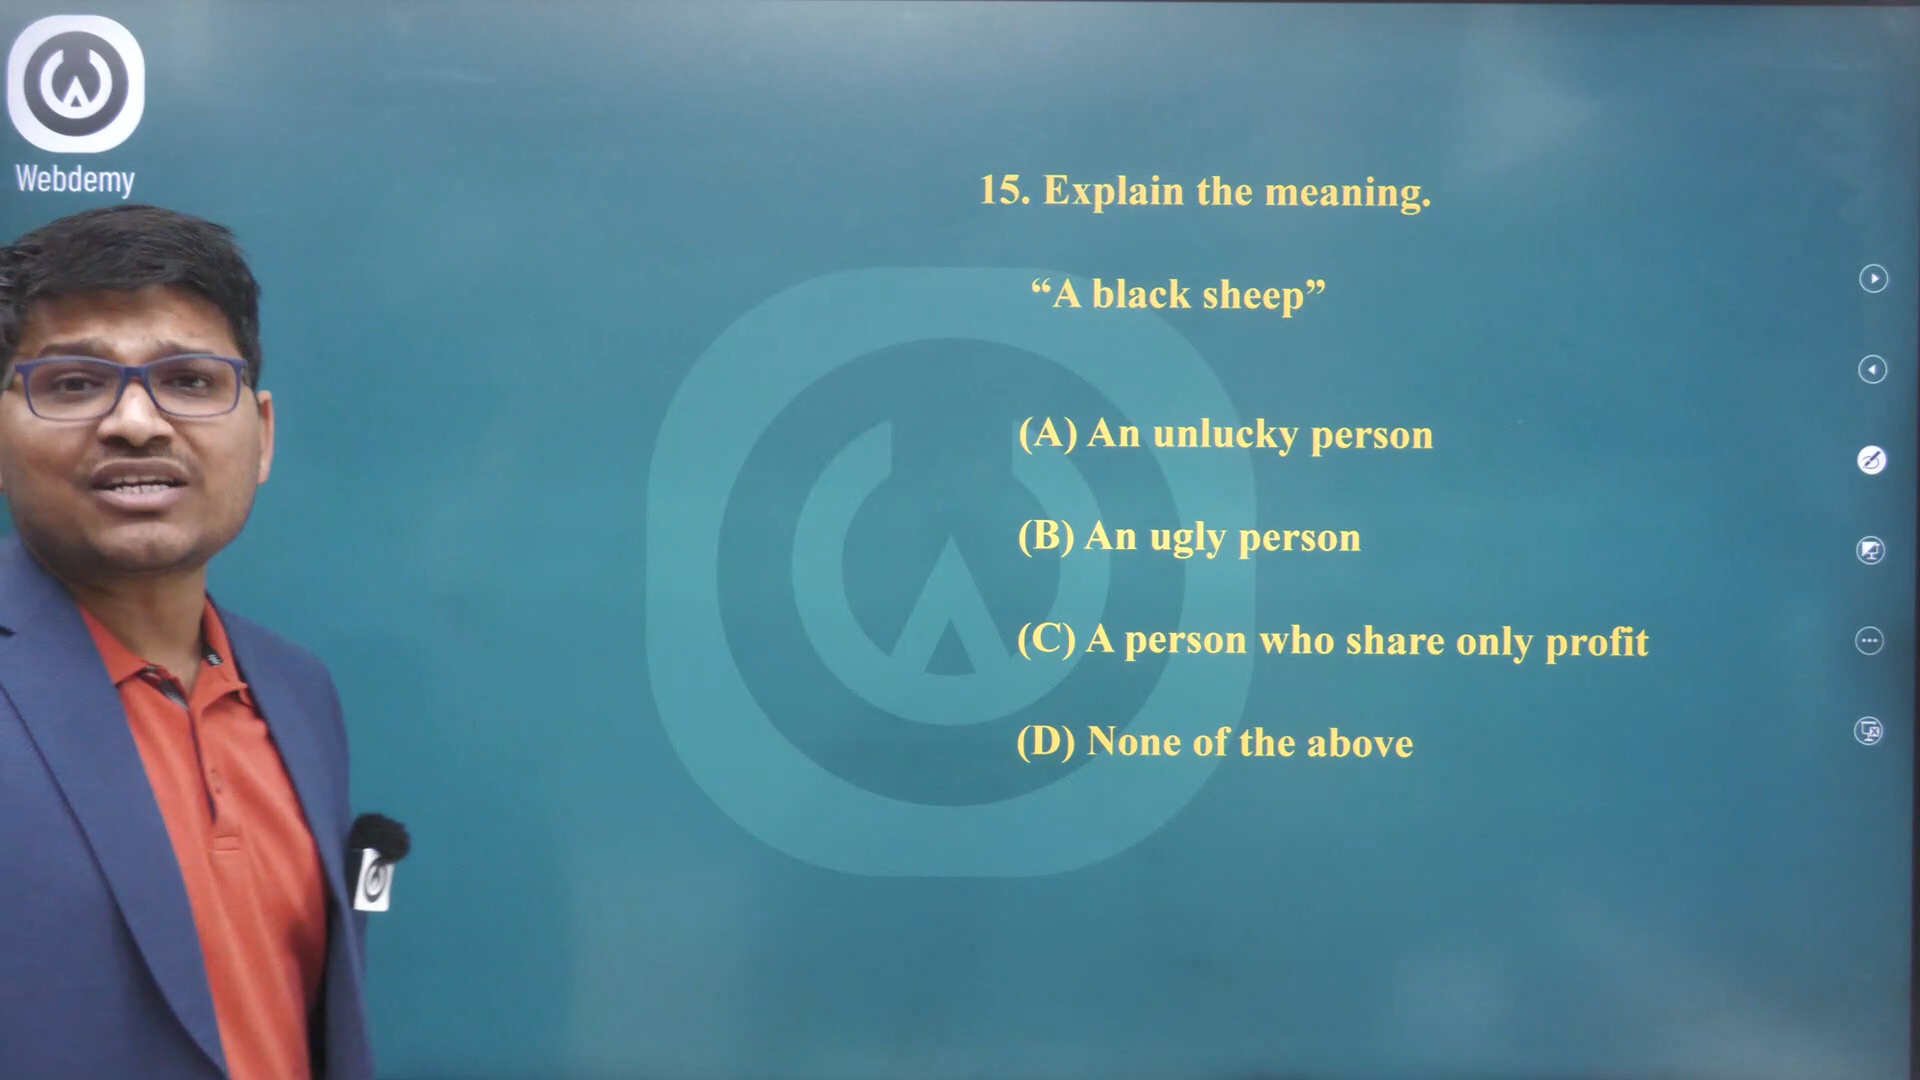 Webdemy
15. Explain the meaning.
“A black sheep”
(A) An unlucky person
(B) An ugly person
(C) A person who share only profit
(D) None of the above